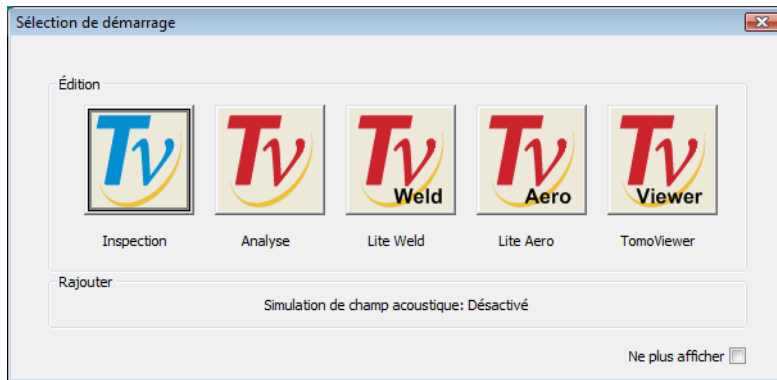 Sélection de démarrage
Édition
Tv Tv Tv Weld Tv Aero Tv Viewer
Inspection Analyse Lite Weld Lite Aero TomoViewer
Rajouter
Simulation de champ acoustique: Désactivé
Ne plus afficher